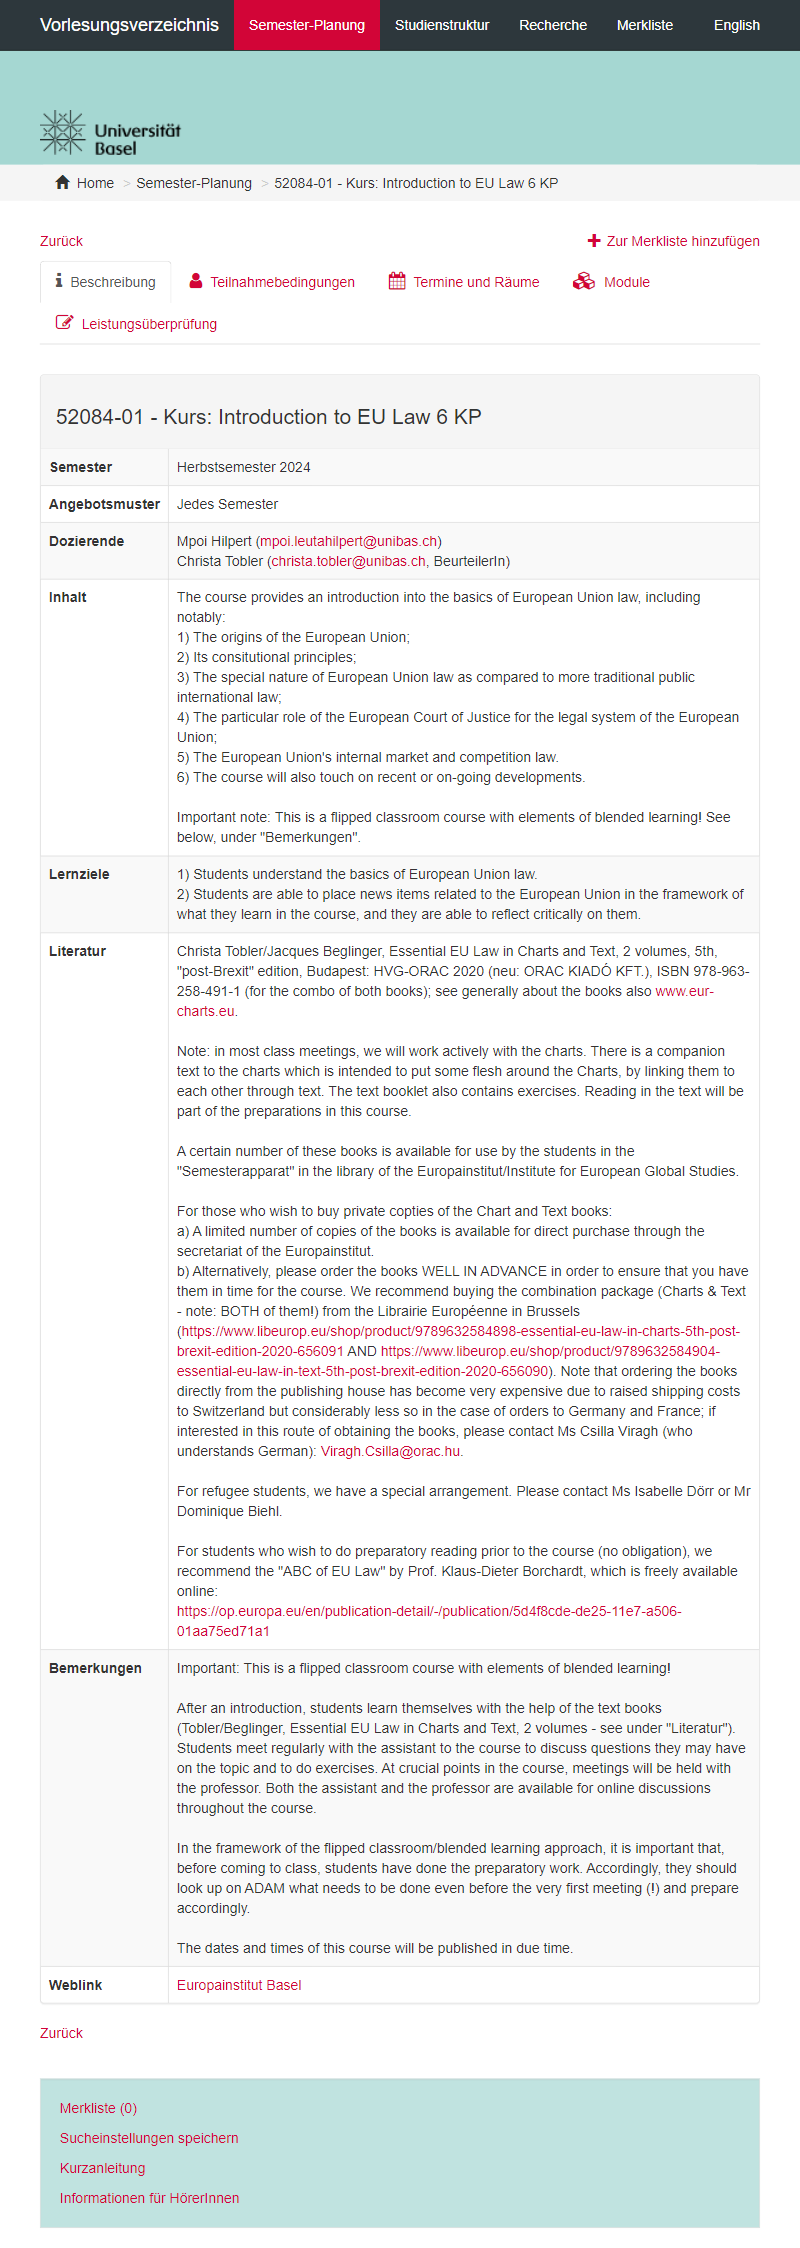 Vorlesungsverzeichnis Semester-Planung Studienstruktur Recherche Merkliste English
Universität
Basel
Home > Semester-Planung > 52084-01 - Kurs: Introduction to EU Law 6 KP
Zurück Zur Merkliste hinzufügen
Beschreibung Teilnahmebedingungen Termine und Räume Module
Leistungsüberprüfung
52084-01 - Kurs: Introduction to EU Law 6 KP
Semester Herbstsemester 2024
Angebotsmuster Jedes Semester
Dozierende Mpoi Hilpert (mpoi.leutahilpert@unibas.ch)
Christa Tobler (christa.tobler@unibas.ch, BeurteilerIn)
Inhalt The course provides an introduction into the basics of European Union law, including
notably:
1) The origins of the European Union;
2) Its consitutional principles;
3) The special nature of European Union law as compared to more traditional public
international law;
4) The particular role of the European Court of Justice for the legal system of the European
Union;
5) The European Union's internal market and competition law.
6) The course will also touch on recent or on-going developments.
Important note: This is a flipped classroom course with elements of blended learning! See
below, under "Bemerkungen".
Lernziele 1) Students understand the basics of European Union law.
2) Students are able to place news items related to the European Union in the framework of
what they learn in the course, and they are able to reflect critically on them.
Literatur Christa Tobler/Jacques Beglinger, Essential EU Law in Charts and Text, 2 volumes, 5th,
"post-Brexit" edition, Budapest: HVG-ORAC 2020 (neu: ORAC KIADÓ KFT.), ISBN 978-963-
258-491-1 (for the combo of both books); see generally about the books also www.eur-
charts.eu.
Note: in most class meetings, we will work actively with the charts. There is a companion
text to the charts which is intended to put some flesh around the Charts, by linking them to
each other through text. The text booklet also contains exercises. Reading in the text will be
part of the preparations in this course.
A certain number of these books is available for use by the students in the
"Semesterapparat" in the library of the Europainstitut/Institute for European Global Studies.
For those who wish to buy private copties of the Chart and Text books:
a) A limited number of copies of the books is available for direct purchase through the
secretariat of the Europainstitut.
b) Alternatively, please order the books WELL IN ADVANCE in order to ensure that you have
them in time for the course. We recommend buying the combination package (Charts & Text
- note: BOTH of them!) from the Librairie Européenne in Brussels
(https://www.libeurop.eu/shop/product/9789632584898-essential-eu-law-in-charts-5th-post-
brexit-edition-2020-656091 AND https://www.libeurop.eu/shop/product/9789632584904-
essential-eu-law-in-text-5th-post-brexit-edition-2020-656090). Note that ordering the books
directly from the publishing house has become very expensive due to raised shipping costs
to Switzerland but considerably less so in the case of orders to Germany and France; if
interested in this route of obtaining the books, please contact Ms Csilla Viragh (who
understands German): Viragh.Csilla@orac.hu.
For refugee students, we have a special arrangement. Please contact Ms Isabelle Dörr or Mr
Dominique Biehl.
For students who wish to do preparatory reading prior to the course (no obligation), we
recommend the "ABC of EU Law" by Prof. Klaus-Dieter Borchardt, which is freely available
online:
https://op.europa.eu/en/publication-detail/-/publication/5d4f8cde-de25-11e7-a506-
01aa75ed71a1
Bemerkungen Important: This is a flipped classroom course with elements of blended learning!
After an introduction, students learn themselves with the help of the text books
(Tobler/Beglinger, Essential EU Law in Charts and Text, 2 volumes - see under "Literatur").
Students meet regularly with the assistant to the course to discuss questions they may have
on the topic and to do exercises. At crucial points in the course, meetings will be held with
the professor. Both the assistant and the professor are available for online discussions
throughout the course.
In the framework of the flipped classroom/blended learning approach, it is important that,
before coming to class, students have done the preparatory work. Accordingly, they should
look up on ADAM what needs to be done even before the very first meeting (!) and prepare
accordingly.
The dates and times of this course will be published in due time.
Weblink Europainstitut Basel
Zurück
Merkliste (0)
Sucheinstellungen speichern
Kurzanleitung
Informationen für HörerInnen